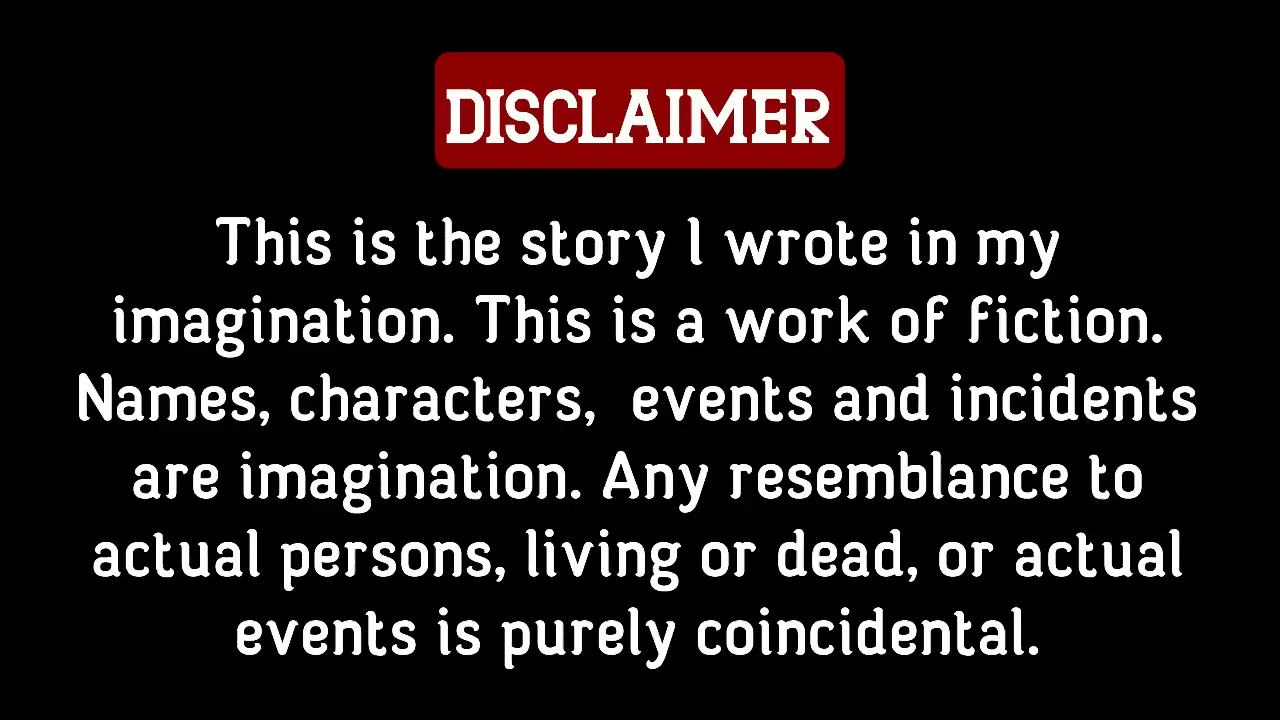 DISCLAIMER
This is the story I wrote in my
imagination. This is a work of fiction.
Names, characters,  events and incidents
are imagination. Any resemblance to
actual persons, living or dead, or actual
events is purely coincidental.